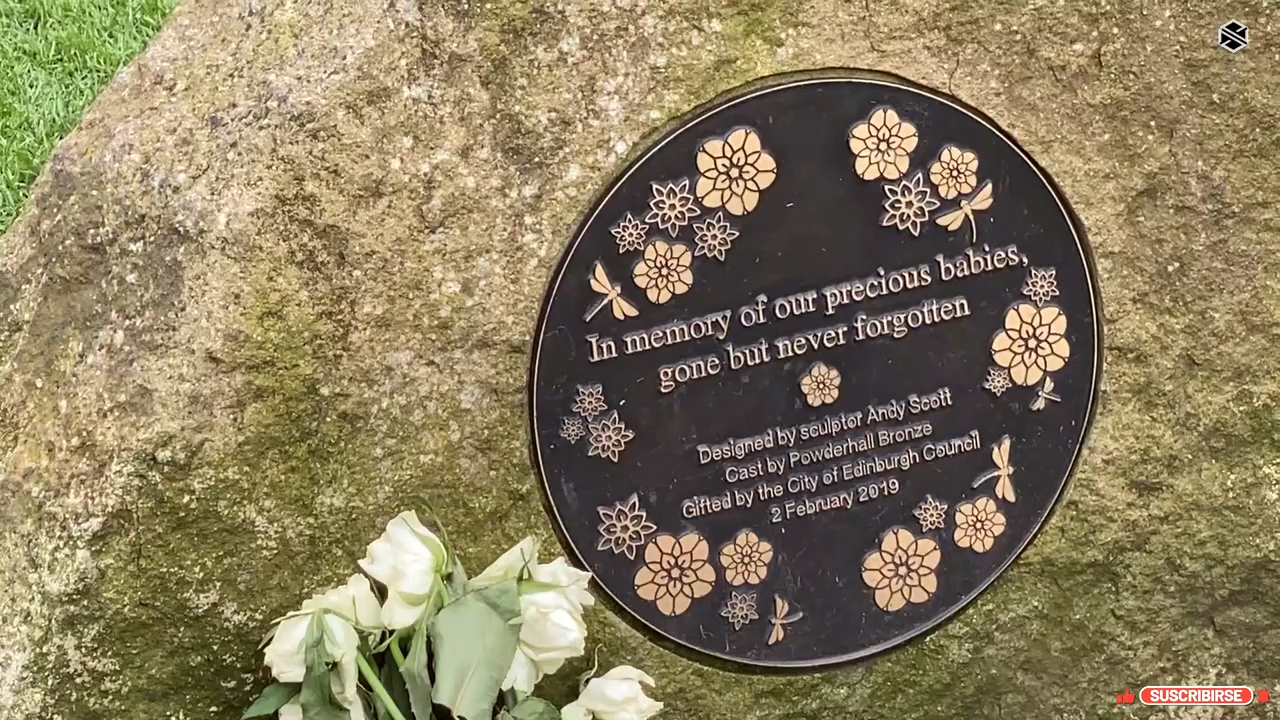 In memory of our precious babies,
gone but never forgotten
Designed by sculptor Andy Scott
Cast by Powderhall Bronze
Gifted by the City of Edinburgh Council
2 February 2019
SUSCRIBIRSE